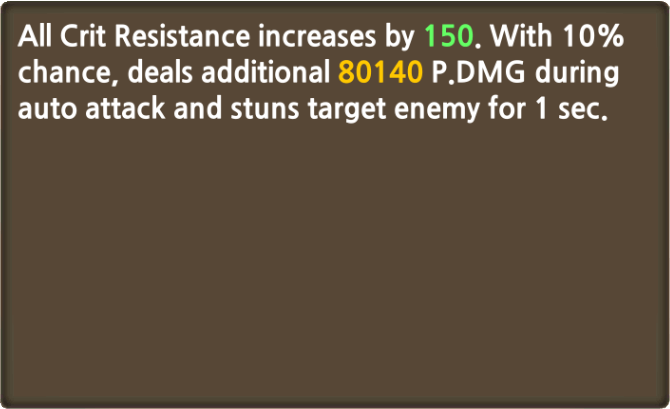 All Crit Resistance increases by 150. With 10%
chance, deals additional 80140 P.DMG during
auto attack and stuns target enemy for 1 sec.